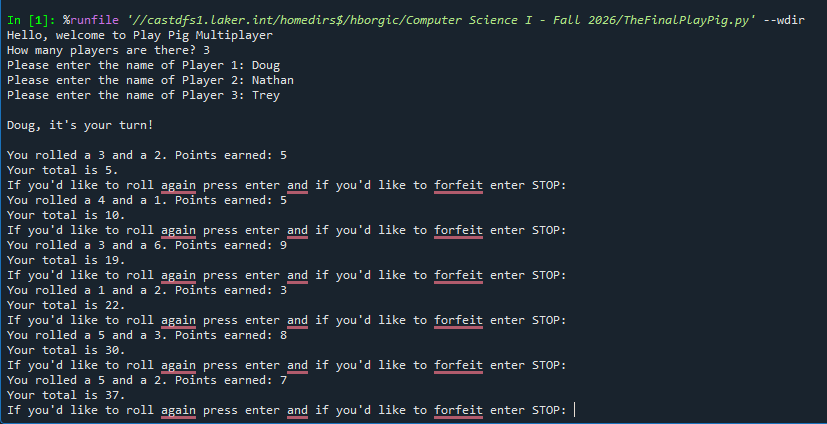 In [1]: %runfile '//castdfs1.laker.int/homedirs$/hborgic/Computer Science I - Fall 2026/TheFinalPlayPig.py' --wdir
Hello, welcome to Play Pig Multiplayer
How many players are there? 3
Please enter the name of Player 1: Doug
Please enter the name of Player 2: Nathan
Please enter the name of Player 3: Trey
Doug, it's your turn!
You rolled a 3 and a 2. Points earned: 5
Your total is 5.
If you'd like to roll again press enter and if you'd like to forfeit enter STOP:
You rolled a 4 and a 1. Points earned: 5
Your total is 10.
If you'd like to roll again press enter and if you'd like to forfeit enter STOP:
You rolled a 3 and a 6. Points earned: 9
Your total is 19.
If you'd like to roll again press enter and if you'd like to forfeit enter STOP:
You rolled a 1 and a 2. Points earned: 3
Your total is 22.
If you'd like to roll again press enter and if you'd like to forfeit enter STOP:
You rolled a 5 and a 3. Points earned: 8
Your total is 30.
If you'd like to roll again press enter and if you'd like to forfeit enter STOP:
You rolled a 5 and a 2. Points earned: 7
Your total is 37.
If you'd like to roll again press enter and if you'd like to forfeit enter STOP: